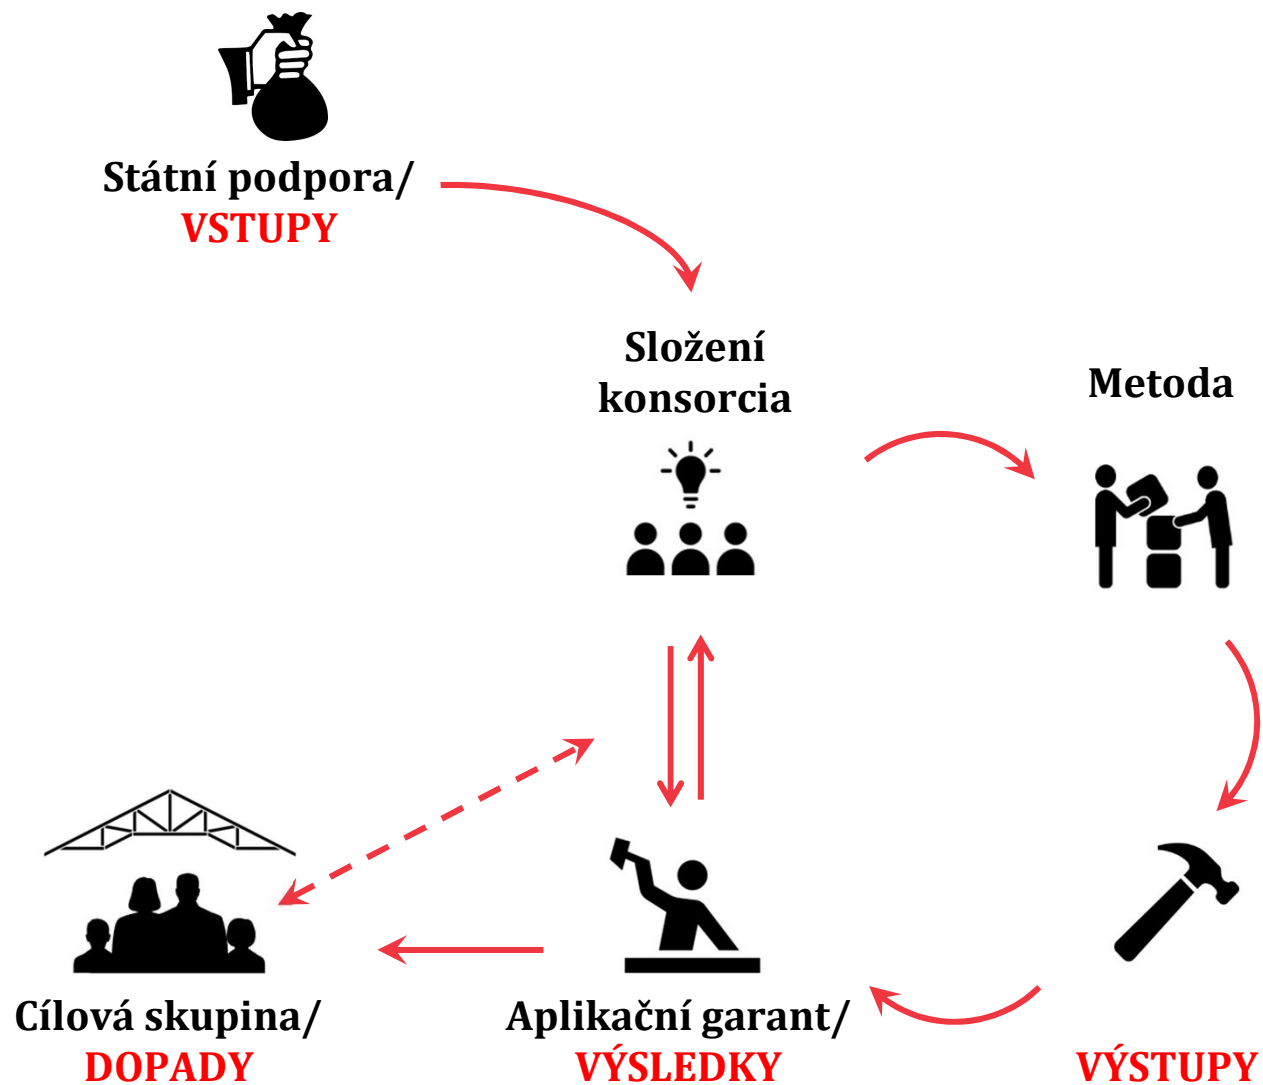 Státní podpora/
VSTUPY
Složení
konsorcia
Metoda
Cílová skupina/
DOPADY
Aplikační garant/
VÝSLEDKY
VÝSTUPY